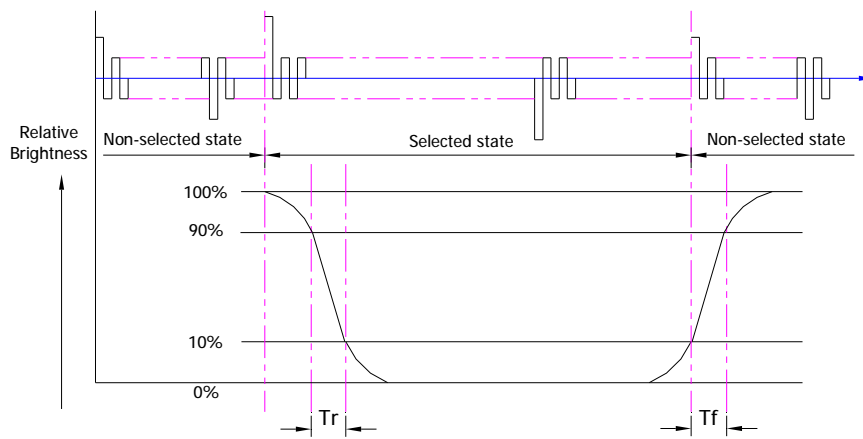 Relative
Brightness
Non-selected state
Selected state
Non-selected state
100%
90%
10%
0%
Tr
Tf